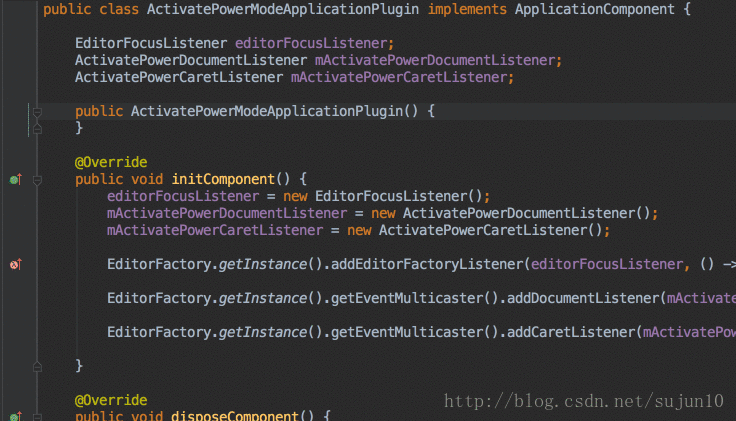 public class ActivatePowerModeApplicationPlugin implements ApplicationComponent {
EditorFocusListener editorFocusListener;
ActivatePowerDocumentListener mActivatePowerDocumentListener;
ActivatePowerCaretListener mActivatePowerCaretListener;
public ActivatePowerModeApplicationPlugin() {
}
@Override
public void initComponent() {
editorFocusListener = new EditorFocusListener();
mActivatePowerDocumentListener = new ActivatePowerDocumentListener();
mActivatePowerCaretListener = new ActivatePowerCaretListener();
EditorFactory.getInstance().addEditorFactoryListener(editorFocusListener, () ->
EditorFactory.getInstance().getEventMulticaster().addDocumentListener(mActivate
EditorFactory.getInstance().getEventMulticaster().addCaretListener(mActivatePow
}
@Override
public void disposeComponent() {
http://blog.csdn.net/sujun10